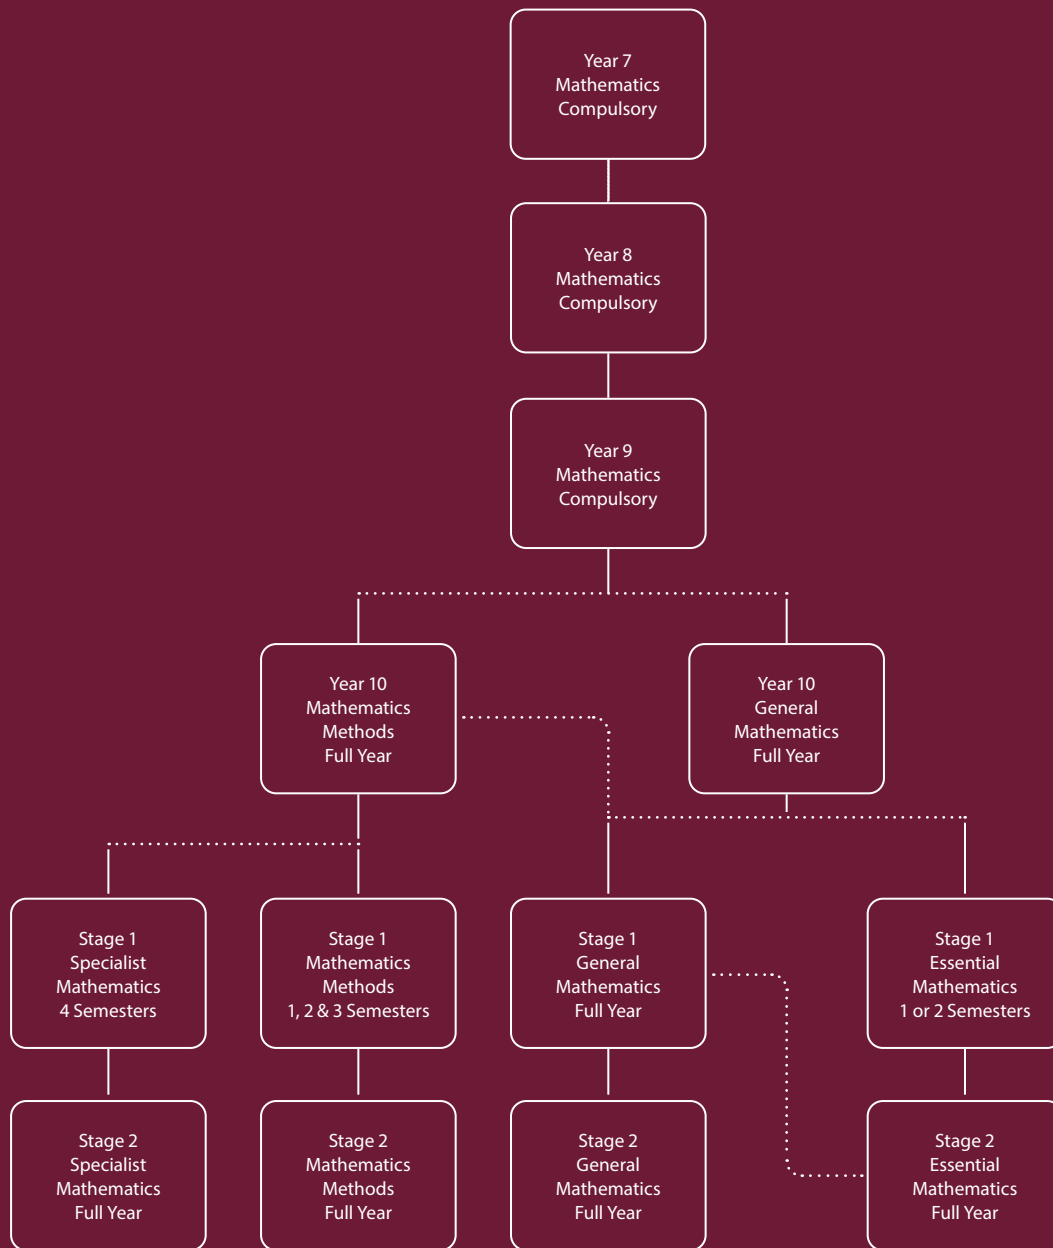 Year 7
Mathematics
Compulsory
Year 8
Mathematics
Compulsory
Year 9
Mathematics
Compulsory
Year 10
Mathematics
Methods
Full Year
Year 10
General
Mathematics
Full Year
Stage 1
Specialist
Mathematics
4 Semesters
Stage 1
Mathematics
Methods
1, 2 & 3 Semesters
Stage 1
General
Mathematics
Full Year
Stage 1
Essential
Mathematics
1 or 2 Semesters
Stage 2
Specialist
Mathematics
Full Year
Stage 2
Mathematics
Methods
Full Year
Stage 2
General
Mathematics
Full Year
Stage 2
Essential
Mathematics
Full Year